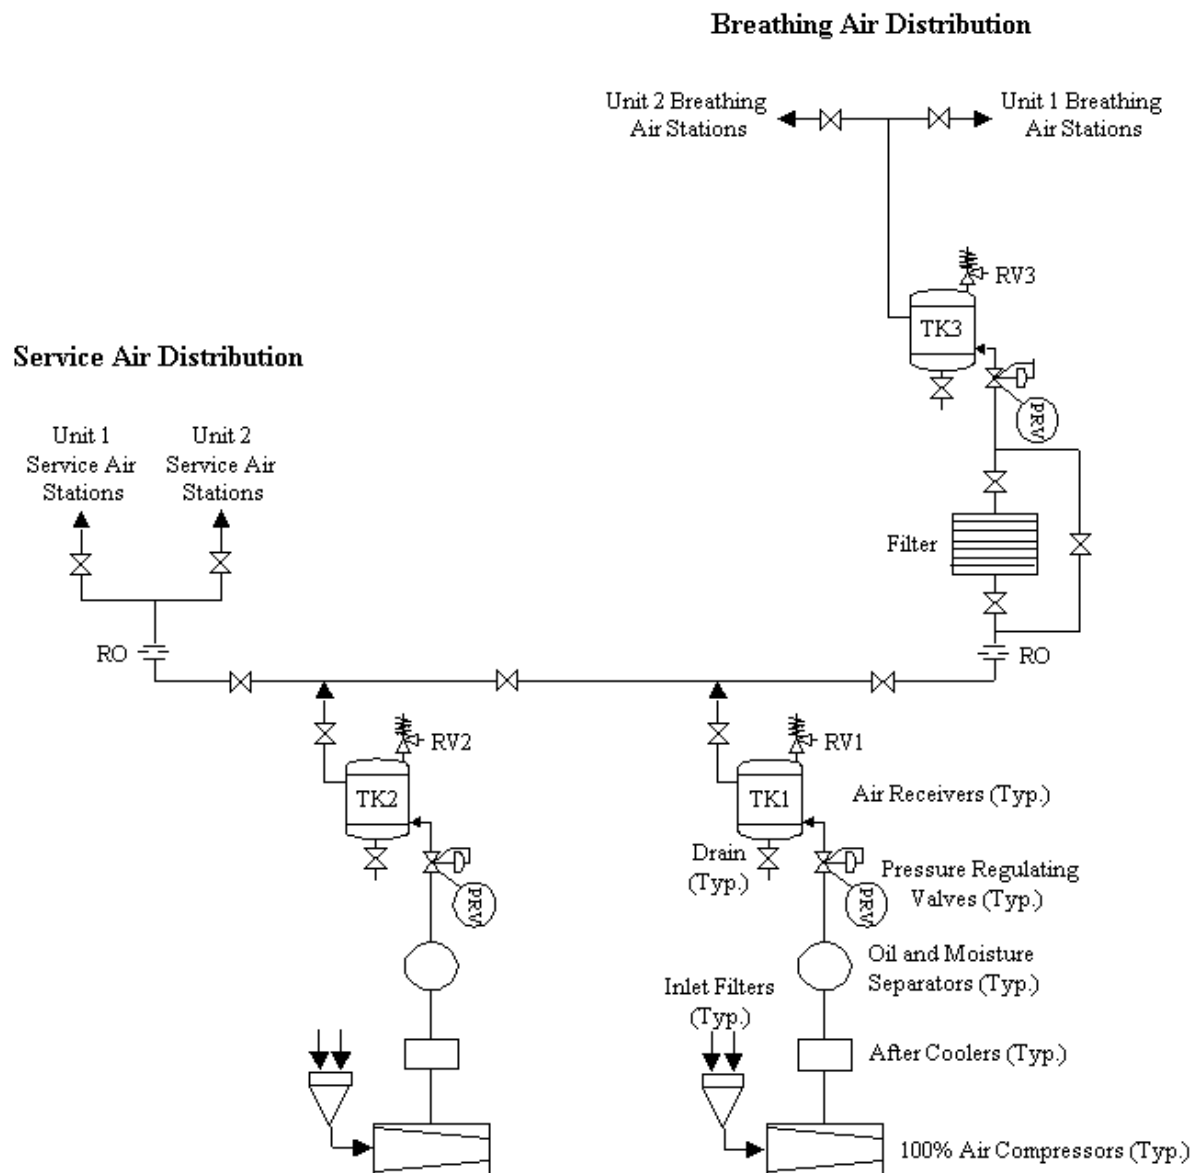 Breathing Air Distribution
Unit 2 Breathing
Air Stations
Unit 1 Breathing
Air Stations
RV3
TK3
PRV
Service Air Distribution
Unit 1
Service Air
Stations
Unit 2
Service Air
Stations
Filter
RO
RO
RV2
TK2
RV1
TK1
Air Receivers (Typ.)
Drain
(Typ.)
Pressure Regulating
Valves (Typ.)
PRV
PRV
Oil and Moisture
Separators (Typ.)
Inlet Filters
(Typ.)
After Coolers (Typ.)
100% Air Compressors (Typ.)